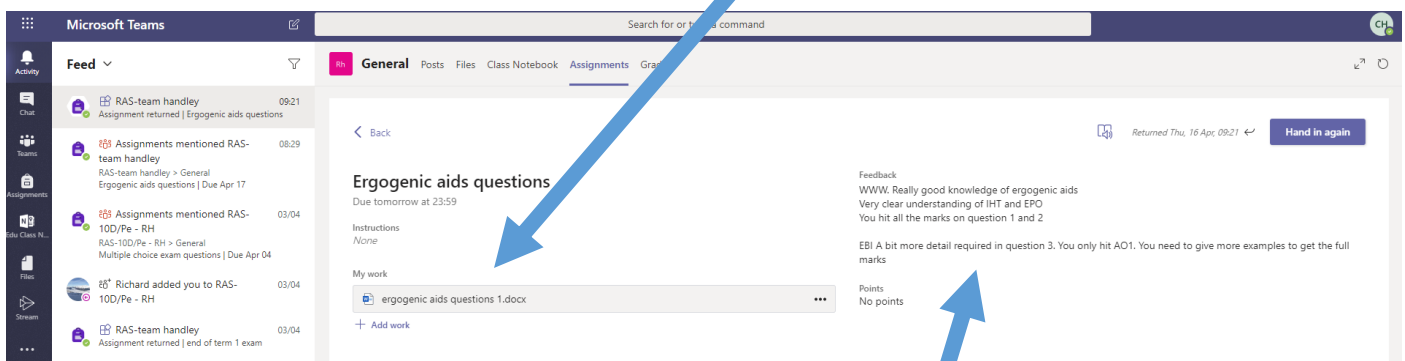 Microsoft Teams
Search for or type a command
CH
Activity
Chat
Teams
Assignments
Edu Class N...
Files
Stream
Feed
RAS-team handley 09:21
Assignment returned | Ergogenic aids questions
Assignments mentioned RAS- 08:29
team handley
RAS-team handley > General
Ergogenic aids questions | Due Apr 17
Assignments mentioned RAS- 03/04
10D/Pe - RH
RAS-10D/Pe - RH > General
Multiple choice exam questions | Due Apr 04
Richard added you to RAS- 03/04
10D/Pe - RH
RAS-team handley 03/04
Assignment returned | end of term 1 exam
Rh General Posts Files Class Notebook Assignments
Back
Returned Thu, 16 Apr, 09:21 Hand in again
Ergogenic aids questions
Due tomorrow at 23:59
Instructions
None
My work
ergogenic aids questions 1.docx
+ Add work
Feedback
WWW. Really good knowledge of ergogenic aids
Very clear understanding of IHT and EPO
You hit all the marks on question 1 and 2
EBI A bit more detail required in question 3. You only hit AO1. You need to give more examples to get the full
marks
Points
No points